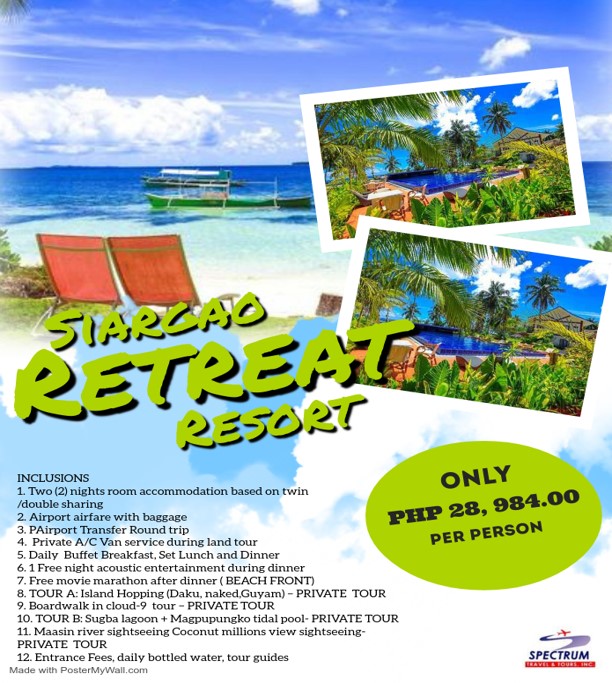 SIARGAO
RETREAT
RESORT
INCLUSIONS
1. Two (2) nights room accommodation based on twin
/double sharing
2. Airport airfare with baggage
3. PAirport Transfer Round trip
4. Private A/C Van service during land tour
5. Daily Buffet Breakfast, Set Lunch and Dinner
6. 1 Free night acoustic entertainment during dinner
7. Free movie marathon after dinner ( BEACH FRONT)
8. TOUR A: Island Hopping (Daku, naked,Guyam) – PRIVATE TOUR
9. Boardwalk in cloud-9 tour – PRIVATE TOUR
10. TOUR B: Sugba lagoon + Magpupungko tidal pool- PRIVATE TOUR
11. Maasin river sightseeing Coconut millions view sightseeing-
PRIVATE TOUR
12. Entrance Fees, daily bottled water, tour guides
ONLY
PHP 28, 984.00
PER PERSON
SPECTRUM
TRAVEL & TOURS, INC
Made with PosterMyWall.com